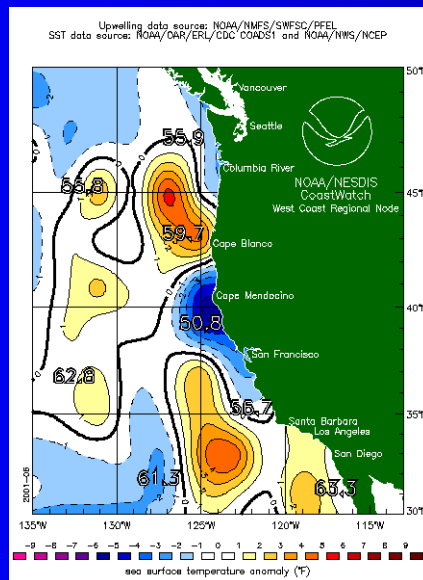 Upwelling data source: NOAA/NMFS/SWFSC/PFEL
SST data source: NOAA/OAR/ERL/CDC COADS1 and NOAA/NWS/NCEP
50°N
Vancouver
Seattle
55.9
Columbia River
NOAA/NESDIS
CoastWatch
West Coast Regional Node
55.8
45°N
59.7
Cape Blanco
Cape Mendocino
40°N
50.8
San Francisco
62.8
55.7
35°N
Santa Barbara
Los Angeles
San Diego
61.3
63.3
2001-06
30°N
135°W 130°W 125°W 120°W 115°W
-9 -8 -7 -6 -5 -4 -3 -2 -1 0 1 2 3 4 5 6 7 8 9
sea surface temperature anomaly (°F)